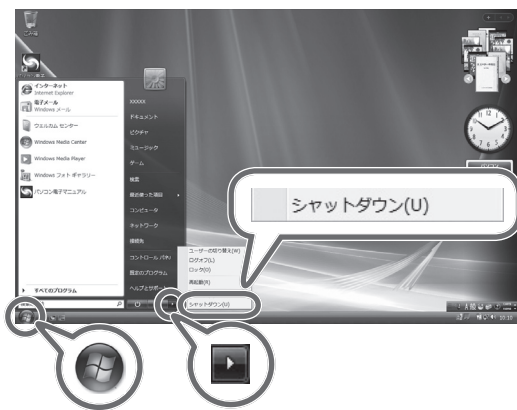 ごみ箱
インターネット
Internet Explorer
電子メール
Windows メール
ウェルカム センター
Windows Media Center
Windows Media Player
Windows フォト ギャラリー
パソコン電子マニュアル
すべてのプログラム
XXXXX
ドキュメント
ピクチャ
ミュージック
ゲーム
検索
最近使った項目
コンピュータ
ネットワーク
接続先
コントロール パネル
既定のプログラム
ヘルプとサポート
ユーザーの切り替え(W)
ログオフ(L)
ロック(O)
再起動(R)
シャットダウン(U)
シャットダウン(U)
10:10